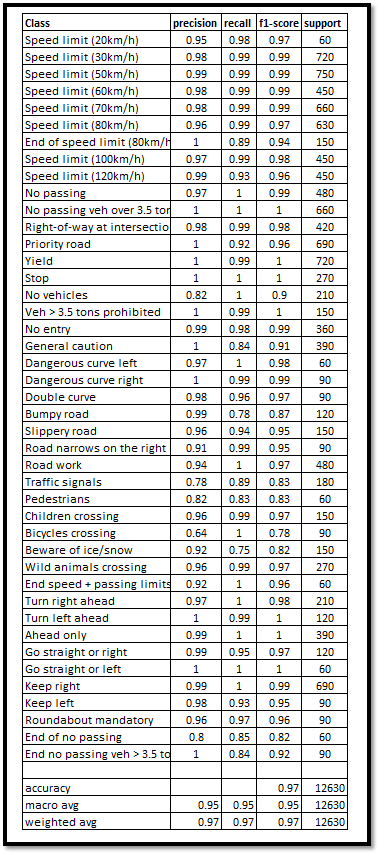 Class precision recall f1-score support
Speed limit (20km/h) 0.95 0.98 0.97 60
Speed limit (30km/h) 0.98 0.99 0.99 720
Speed limit (50km/h) 0.99 0.99 0.99 750
Speed limit (60km/h) 0.98 0.99 0.99 450
Speed limit (70km/h) 0.98 0.99 0.99 660
Speed limit (80km/h) 0.96 0.99 0.97 630
End of speed limit (80km/h 1 0.89 0.94 150
Speed limit (100km/h) 0.97 0.99 0.98 450
Speed limit (120km/h) 0.99 0.93 0.96 450
No passing 0.97 1 0.99 480
No passing veh over 3.5 tor 1 1 1 660
Right-of-way at intersectio 0.98 0.99 0.98 420
Priority road 1 0.92 0.96 690
Yield 1 0.99 1 720
Stop 1 1 1 270
No vehicles 0.82 1 0.9 210
Veh > 3.5 tons prohibited 1 0.99 1 150
No entry 0.99 0.98 0.99 360
General caution 1 0.84 0.91 390
Dangerous curve left 0.97 1 0.98 60
Dangerous curve right 1 0.99 0.99 90
Double curve 0.98 0.96 0.97 90
Bumpy road 0.99 0.78 0.87 120
Slippery road 0.96 0.94 0.95 150
Road narrows on the right 0.91 0.99 0.95 90
Road work 0.94 1 0.97 480
Traffic signals 0.78 0.89 0.83 180
Pedestrians 0.82 0.83 0.83 60
Children crossing 0.96 0.99 0.97 150
Bicycles crossing 0.64 1 0.78 90
Beware of ice/snow 0.92 0.75 0.82 150
Wild animals crossing 0.96 0.99 0.97 270
End speed + passing limits 0.92 1 0.96 60
Turn right ahead 0.97 1 0.98 210
Turn left ahead 1 0.99 1 120
Ahead only 0.99 1 1 390
Go straight or right 0.99 0.95 0.97 120
Go straight or left 1 1 1 60
Keep right 0.99 1 0.99 690
Keep left 0.98 0.93 0.95 90
Roundabout mandatory 0.96 0.97 0.96 90
End of no passing 0.8 0.85 0.82 60
End no passing veh > 3.5 to 1 0.84 0.92 90
accuracy 0.97 12630
macro avg 0.95 0.95 0.95 12630
weighted avg 0.97 0.97 0.97 12630